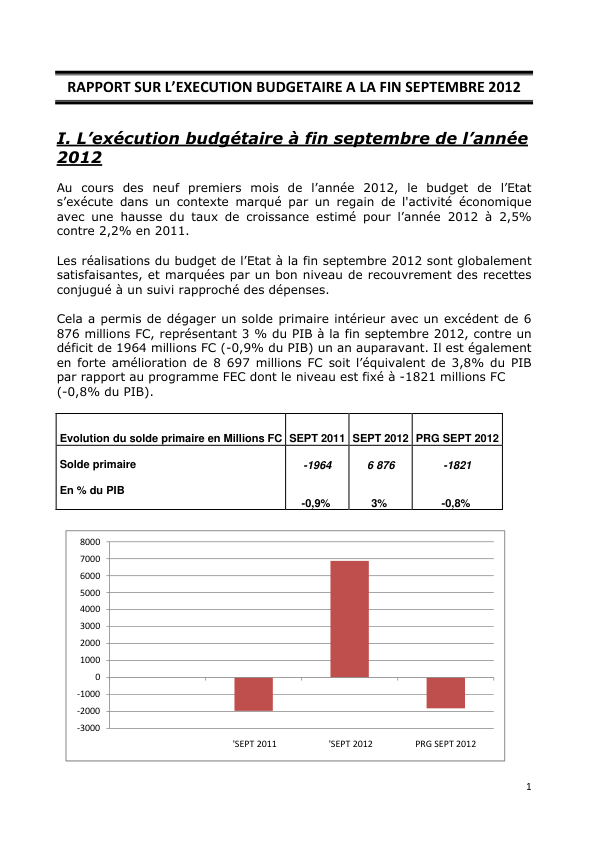 RAPPORT SUR L’EXECUTION BUDGETAIRE A LA FIN SEPTEMBRE 2012
I. L’exécution budgétaire à fin septembre de l’année
2012
Au cours des neuf premiers mois de l’année 2012, le budget de l’Etat
s’exécute dans un contexte marqué par un regain de l'activité économique
avec une hausse du taux de croissance estimé pour l’année 2012 à 2,5%
contre 2,2% en 2011.
Les réalisations du budget de l’Etat à la fin septembre 2012 sont globalement
satisfaisantes, et marquées par un bon niveau de recouvrement des recettes
conjugué à un suivi rapproché des dépenses.
Cela a permis de dégager un solde primaire intérieur avec un excédent de 6
876 millions FC, représentant 3 % du PIB à la fin septembre 2012, contre un
déficit de 1964 millions FC (-0,9% du PIB) un an auparavant. Il est également
en forte amélioration de 8 697 millions FC soit l’équivalent de 3,8% du PIB
par rapport au programme FEC dont le niveau est fixé à -1821 millions FC
(-0,8% du PIB).
Evolution du solde primaire en Millions FC SEPT 2011 SEPT 2012 PRG SEPT 2012
Solde primaire -1964 6 876 -1821
En % du PIB
-0,9% 3% -0,8%
8000
7000
6000
5000
4000
3000
2000
1000
0
-1000
-2000
-3000
'SEPT 2011 'SEPT 2012 PRG SEPT 2012
1